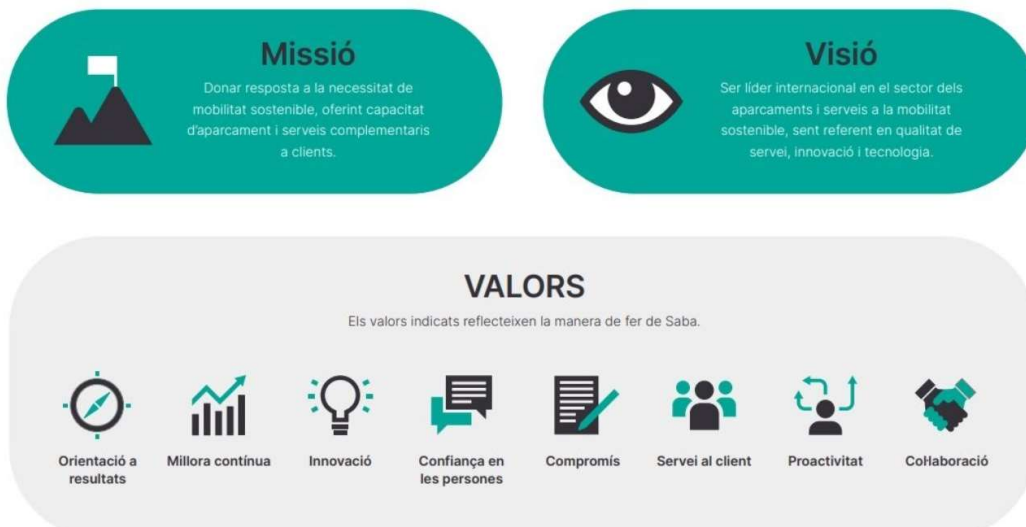 Missió
Donar resposta a la necessitat de
mobilitat sostenible, oferint capacitat
d'aparcament i serveis complementaris
a clients.
Visió
Ser líder internacional en el sector dels
aparcaments i serveis a la mobilitat
sostenible, sent referent en qualitat de
servei, innovació i tecnologia.
VALORS
Els valors indicats reflecteixen la manera de fer de Saba.
Orientació a
resultats
Millora contínua
Innovació
Confiança en
les persones
Compromís
Servei al client
Proactivitat
Col·laboració